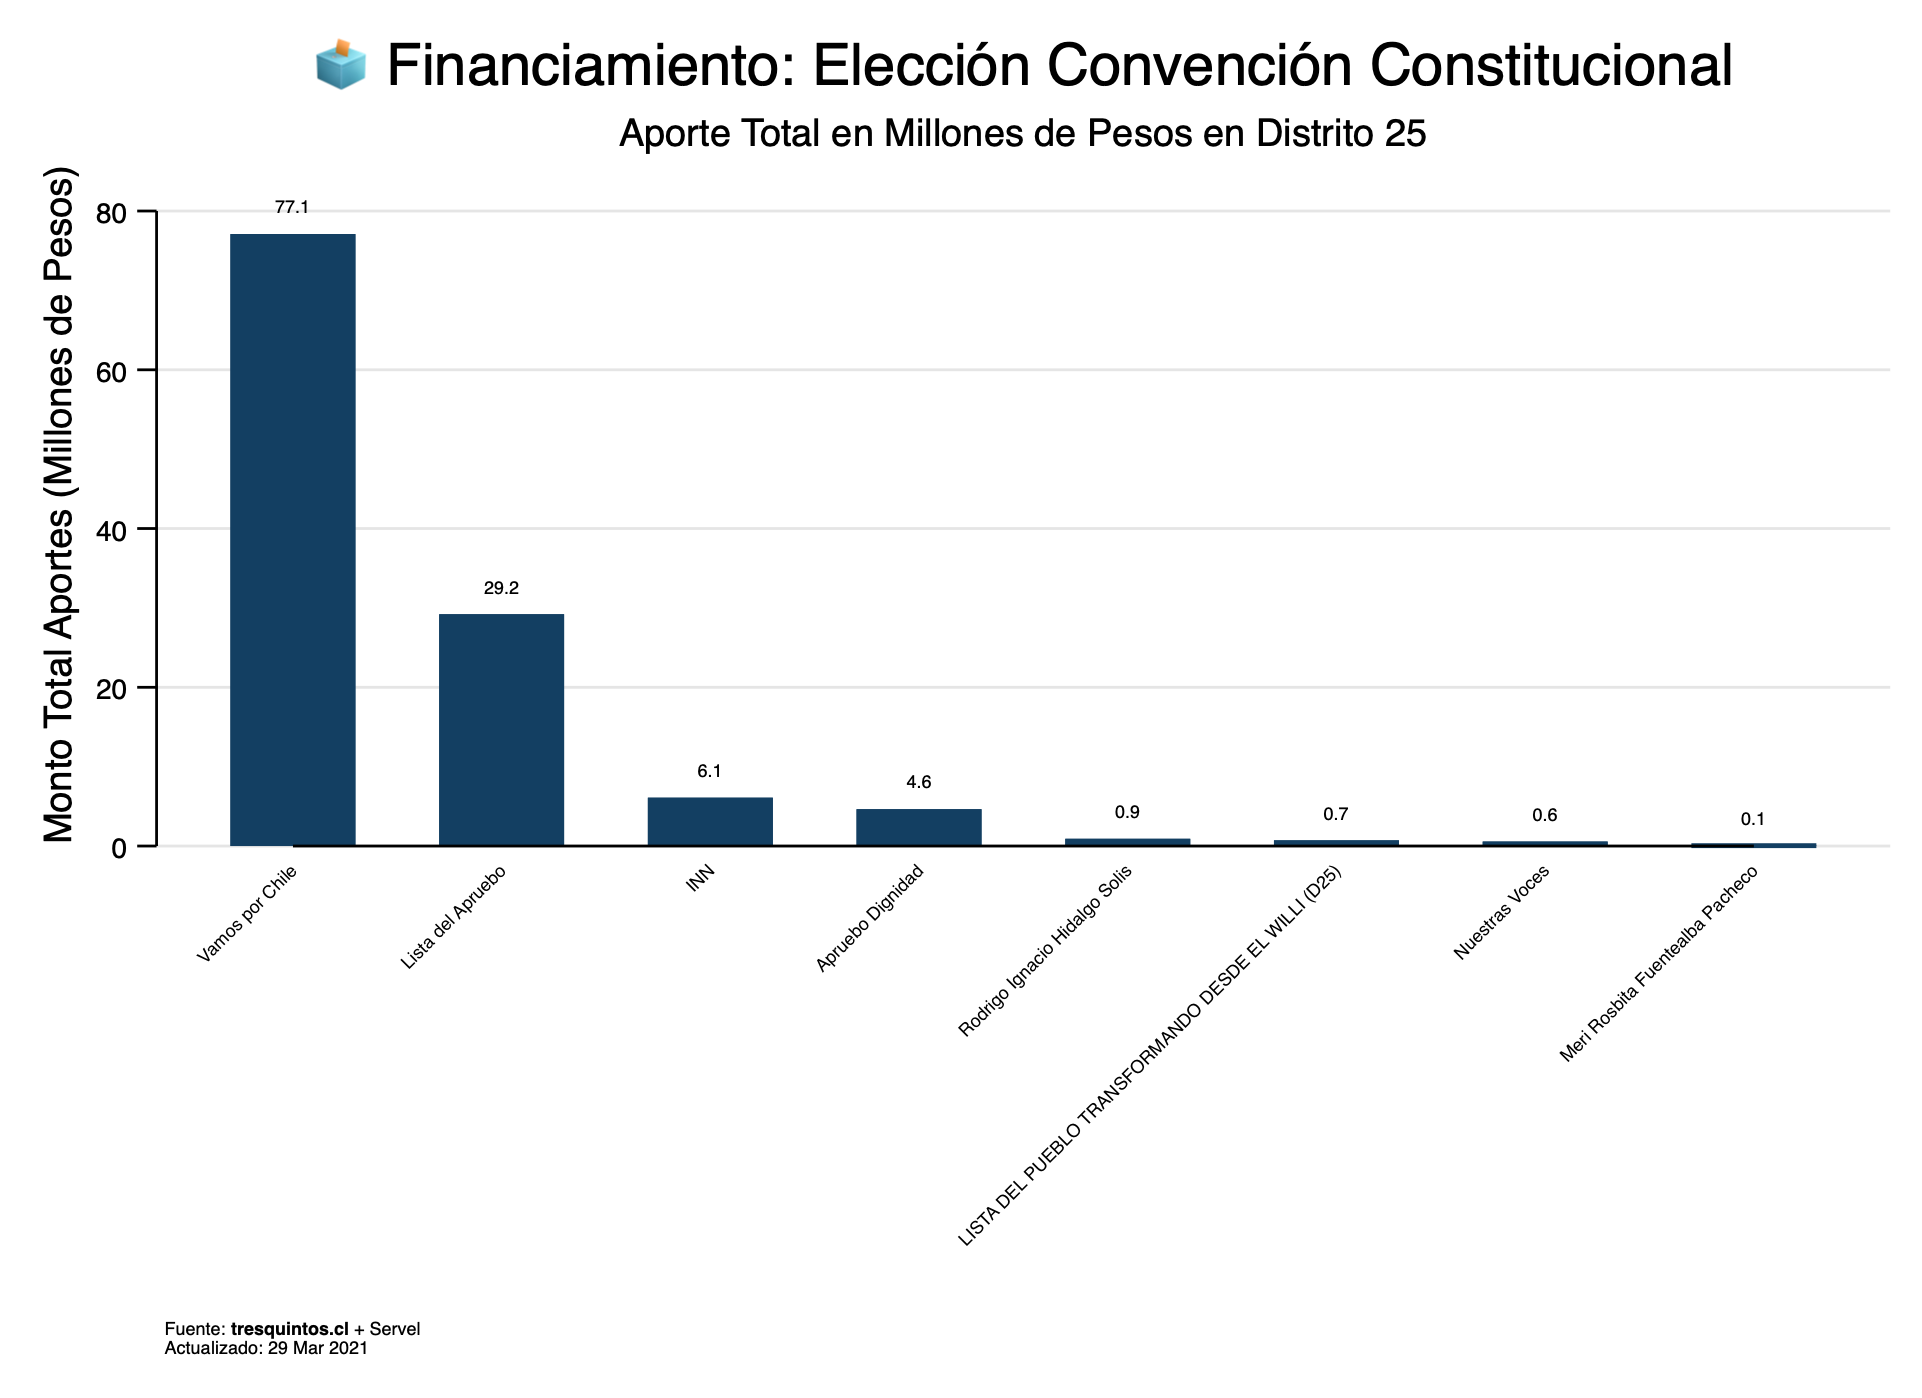 Financiamiento: Elección Convención Constitucional
Aporte Total en Millones de Pesos en Distrito 25
Monto Total Aportes (Millones de Pesos)
80
60
40
20
0
77.1
29.2
6.1
4.6
0.9
0.7
0.6
0.1
Vamos por Chile
Lista del Apruebo
INN
Apruebo Dignidad
Rodrigo Ignacio Hidalgo Solis
LISTA DEL PUEBLO TRANSFORMANDO DESDE EL WILLI (D25)
Nuestras Voces
Meri Rosbita Fuentealba Pacheco
Fuente: tresquintos.cl + Servel
Actualizado: 29 Mar 2021